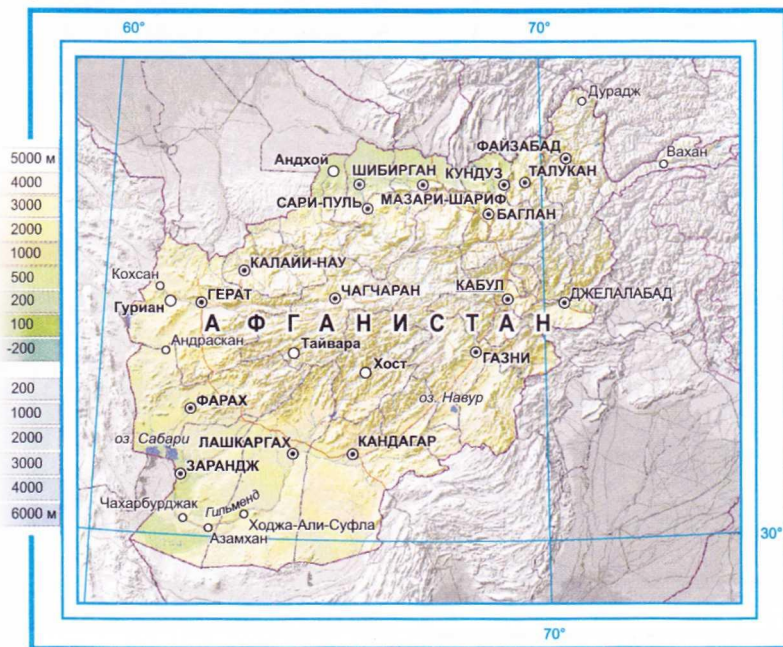 60°
70°
Дурадж
ФАЙЗАБАД
Вахан
5000 м
4000
3000
2000
1000
500
200
100
-200
200
1000
2000
3000
4000
6000 м
Андхой
ШИБИРГАН
КУНДУЗ
ТАЛУКАН
САРИ-ПУЛЬ
МАЗАРИ-ШАРИФ
БАГЛАН
КАЛАЙИ-НАУ
Кохсан
Гуриан
ГЕРАТ
ЧАГЧАРАН
КАБУЛ
ДЖЕЛАЛАБАД
АФГАНИСТАН
Андраскан
Тайвара
ГАЗНИ
Хост
оз. Навур
ФАРАХ
оз. Сабари
ЛАШКАРГАХ
КАНДАГАР
ЗАРАНДЖ
Чахарбурджак
Гильменд
Ходжа-Али-Суфла
Азамхан
30°
70°